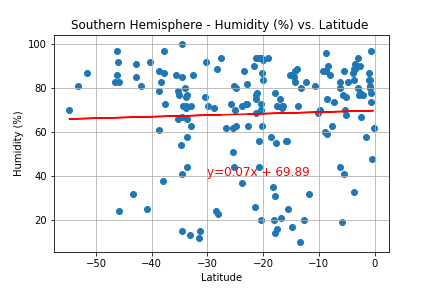 Southern Hemisphere - Humidity (%) vs. Latitude
100
80
60
40
20
Humidity (%)
y=0.07x + 69.89
−50 −40 −30 −20 −10 0
Latitude